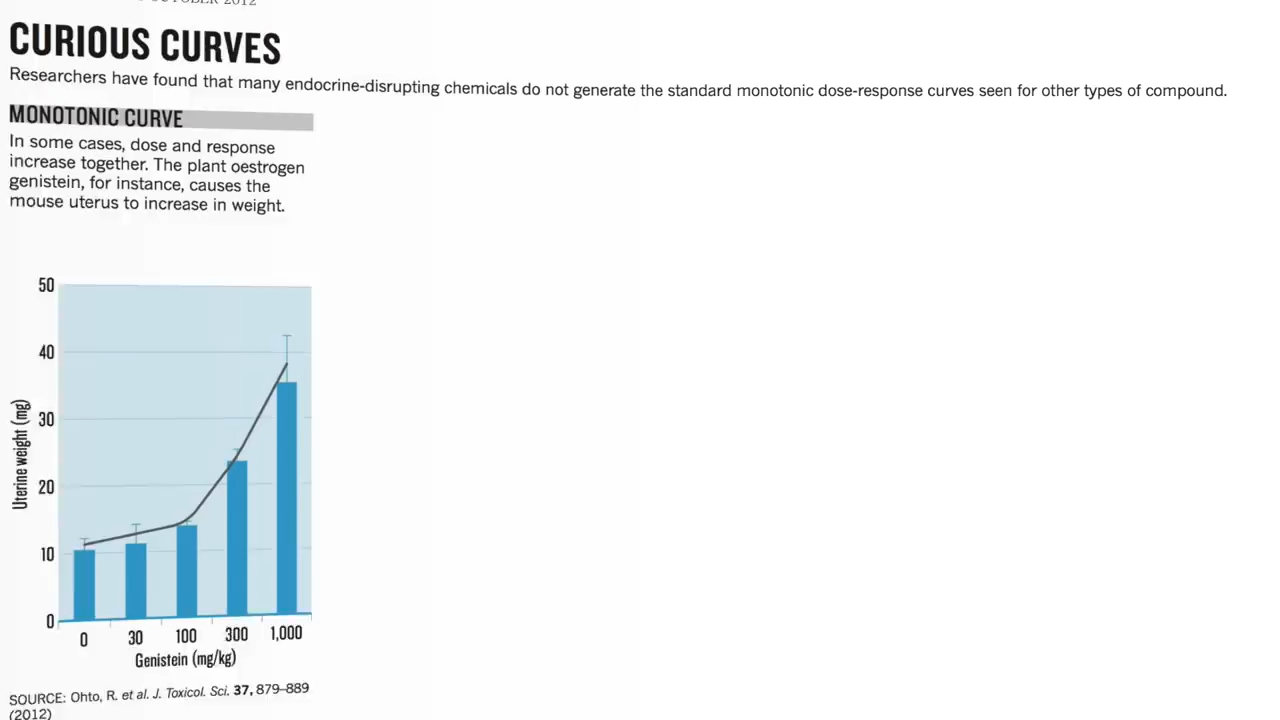 OCTOBER 2012
CURIOUS CURVES
Researchers have found that many endocrine-disrupting chemicals do not generate the standard monotonic dose-response curves seen for other types of compound.
MONOTONIC CURVE
In some cases, dose and response
increase together. The plant oestrogen
genistein, for instance, causes the
mouse uterus to increase in weight.
50
40
30
20
10
0
Uterine weight (mg)
0 30 100 300 1,000
Genistein (mg/kg)
SOURCE: Ohto, R. et al. J. Toxicol. Sci. 37, 879–889
(2012)